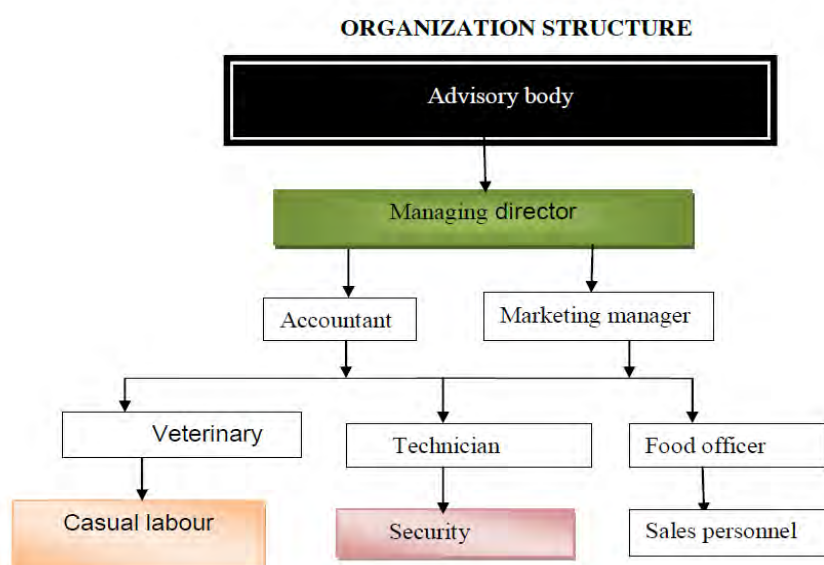 ORGANIZATION STRUCTURE
Advisory body
Managing director
Accountant
Marketing manager
Veterinary
Technician
Food officer
Casual labour
Security
Sales personnel